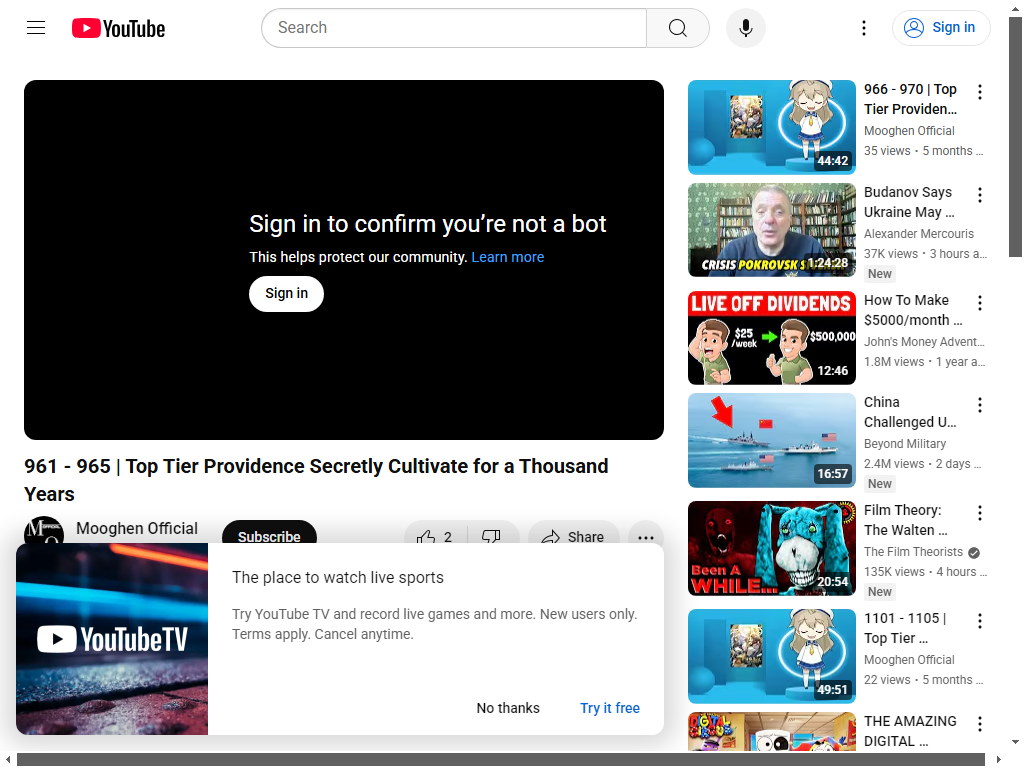 YouTube
Search
Sign in
Sign in to confirm you’re not a bot
This helps protect our community. Learn more
Sign in
961 - 965 | Top Tier Providence Secretly Cultivate for a Thousand
Years
Mooghen Official
Subscribe
2
Share
YouTubeTV
The place to watch live sports
Try YouTube TV and record live games and more. New users only.
Terms apply. Cancel anytime.
No thanks
Try it free
44:42
966 - 970 | Top
Tier Providen…
Mooghen Official
35 views • 5 months …
CRISIS POKROVSK
1:24:28
Budanov Says
Ukraine May …
Alexander Mercouris
37K views • 3 hours a…
New
LIVE OFF DIVIDENDS
$25
/week
$500,000
12:46
How To Make
$5000/month …
John's Money Advent…
1.8M views • 1 year a…
16:57
China
Challenged U…
Beyond Military
2.4M views • 2 days …
New
Been A
WHILE...
20:54
Film Theory:
The Walten …
The Film Theorists
135K views • 4 hours …
New
49:51
1101 - 1105 |
Top Tier …
Mooghen Official
22 views • 5 months …
DIGITAL
CIRCUS
THE AMAZING
DIGITAL …